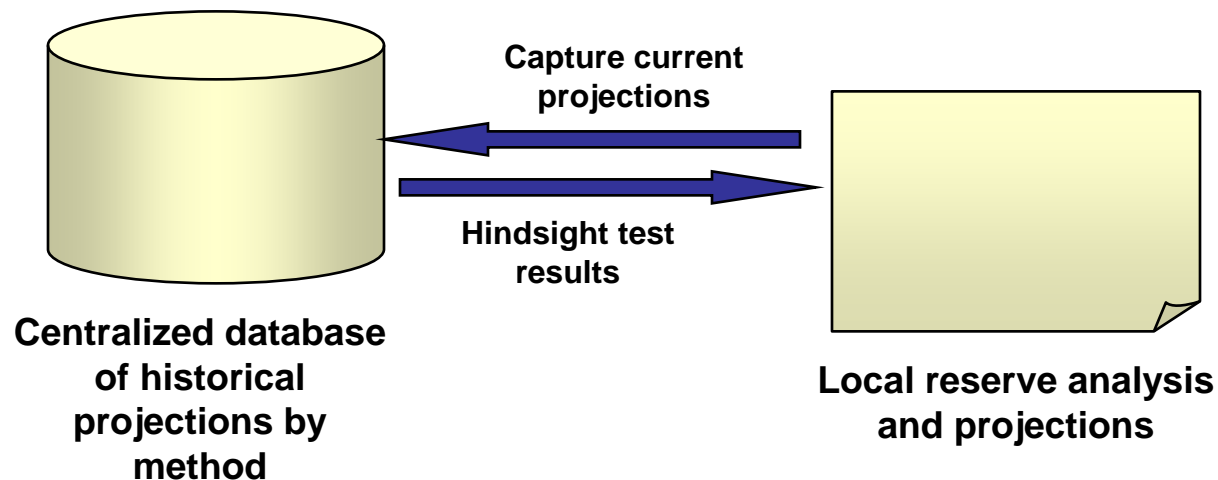 Capture current
projections
Hindsight test
results
Centralized database
of historical
projections by
method
Local reserve analysis
and projections